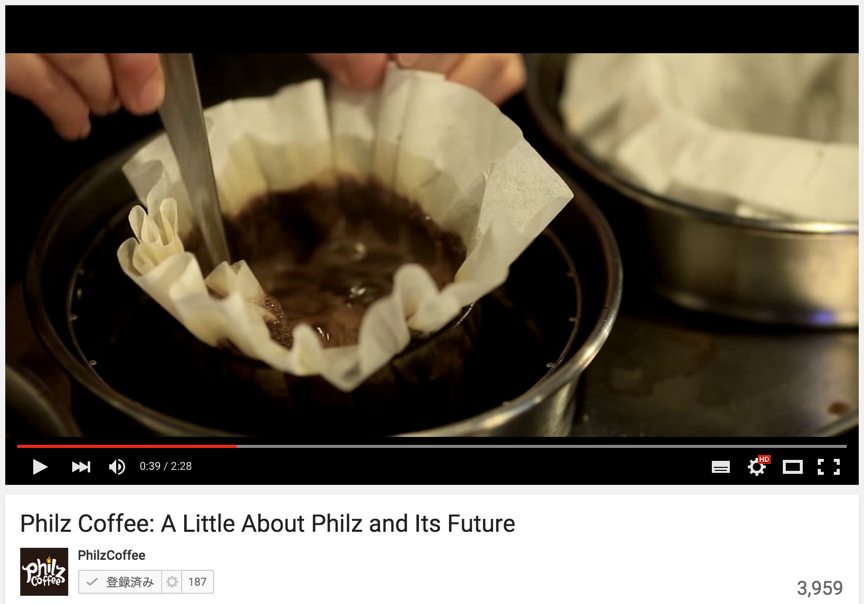 0:39 / 2:28
HD
Philz Coffee: A Little About Philz and Its Future
philz
coffee
PhilzCoffee
登録済み 187
3,959